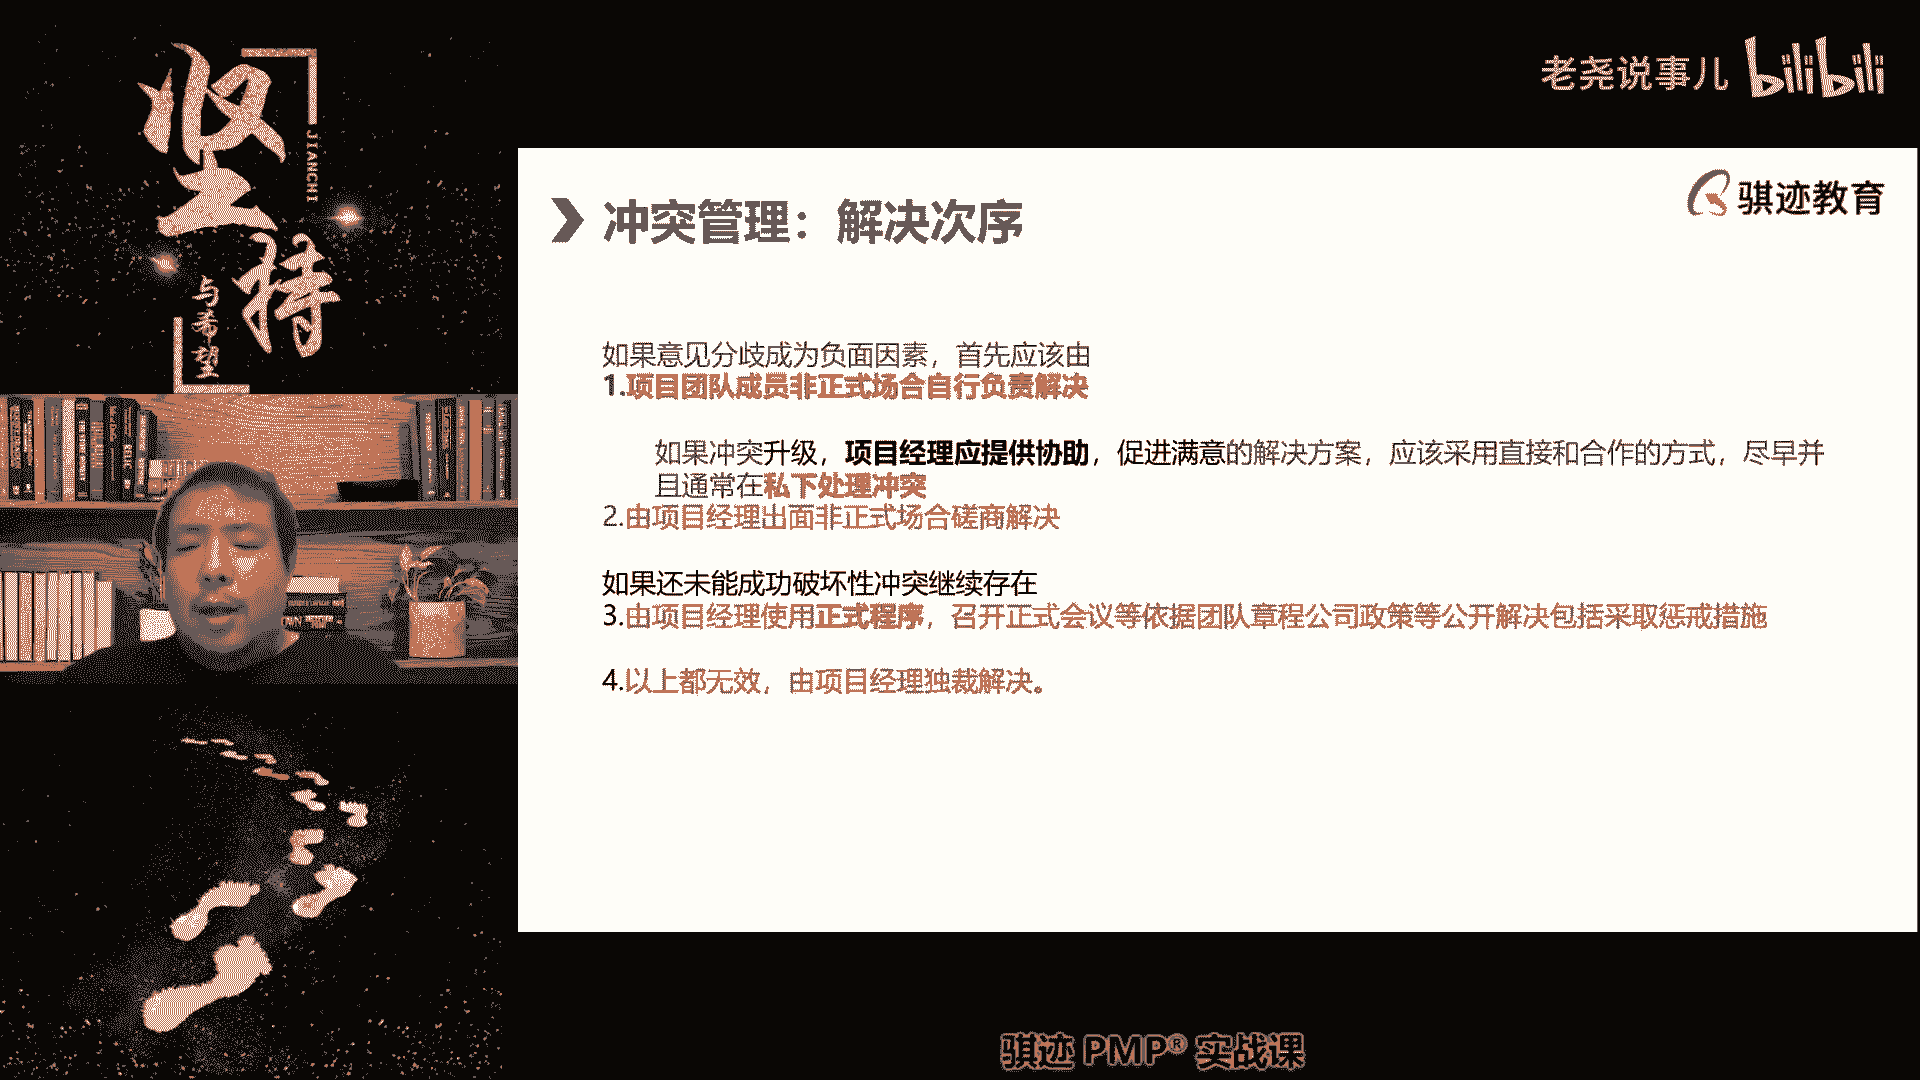 坚持
JIANCHI
与希望
老尧说事儿 bilibili
骐迹教育
冲突管理：解决次序
如果意见分歧成为负面因素，首先应该由
1.项目团队成员非正式场合自行负责解决
如果冲突升级，项目经理应提供协助，促进满意的解决方案，应该采用直接和合作的方式，尽早并
且通常在私下处理冲突
2.由项目经理出面非正式场合磋商解决
如果还未能成功破坏性冲突继续存在
3.由项目经理使用正式程序，召开正式会议等依据团队章程公司政策等公开解决包括采取惩戒措施
4.以上都无效，由项目经理独裁解决。
骐迹 PMP® 实战课